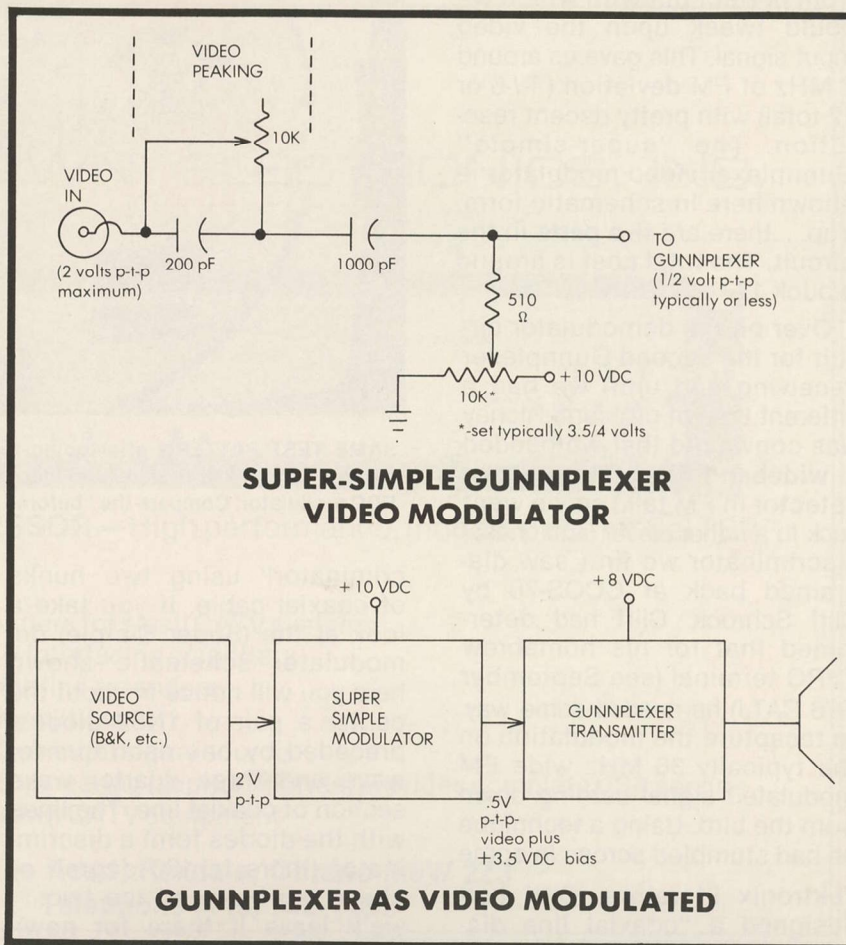 VIDEO
PEAKING
10K
VIDEO
IN
(2 volts p-t-p
maximum)
200 pF
1000 pF
TO
GUNNPLEXER
(1/2 volt p-t-p
typically or less)
510
Ω
+ 10 VDC
10K*
*-set typically 3.5/4 volts
SUPER-SIMPLE GUNNPLEXER
VIDEO MODULATOR
+ 10 VDC
+ 8 VDC
VIDEO
SOURCE
(B&K, etc.)
SUPER
SIMPLE
MODULATOR
GUNNPLEXER
TRANSMITTER
2 V
p-t-p
.5V
p-t-p-
video plus
+3.5 VDC bias
GUNNPLEXER AS VIDEO MODULATED